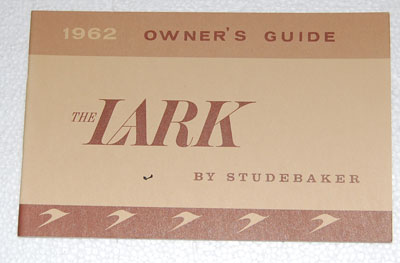 1962 OWNER'S GUIDE
THE LARK
BY STUDEBAKER